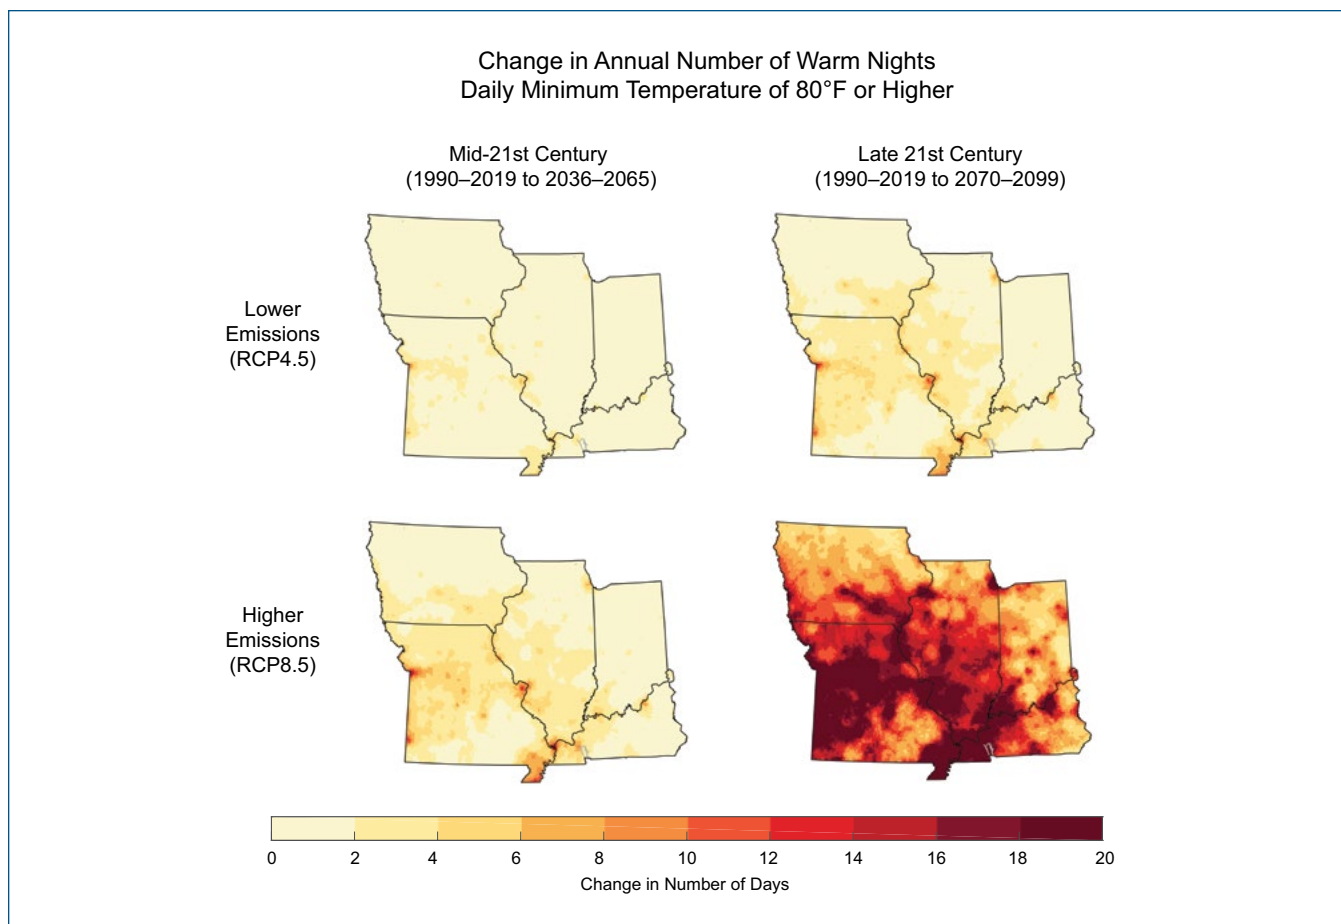 Change in Annual Number of Warm Nights
Daily Minimum Temperature of 80°F or Higher
Mid-21st Century
(1990–2019 to 2036–2065)
Late 21st Century
(1990–2019 to 2070–2099)
Lower
Emissions
(RCP4.5)
Higher
Emissions
(RCP8.5)
0 2 4 6 8 10 12 14 16 18 20
Change in Number of Days